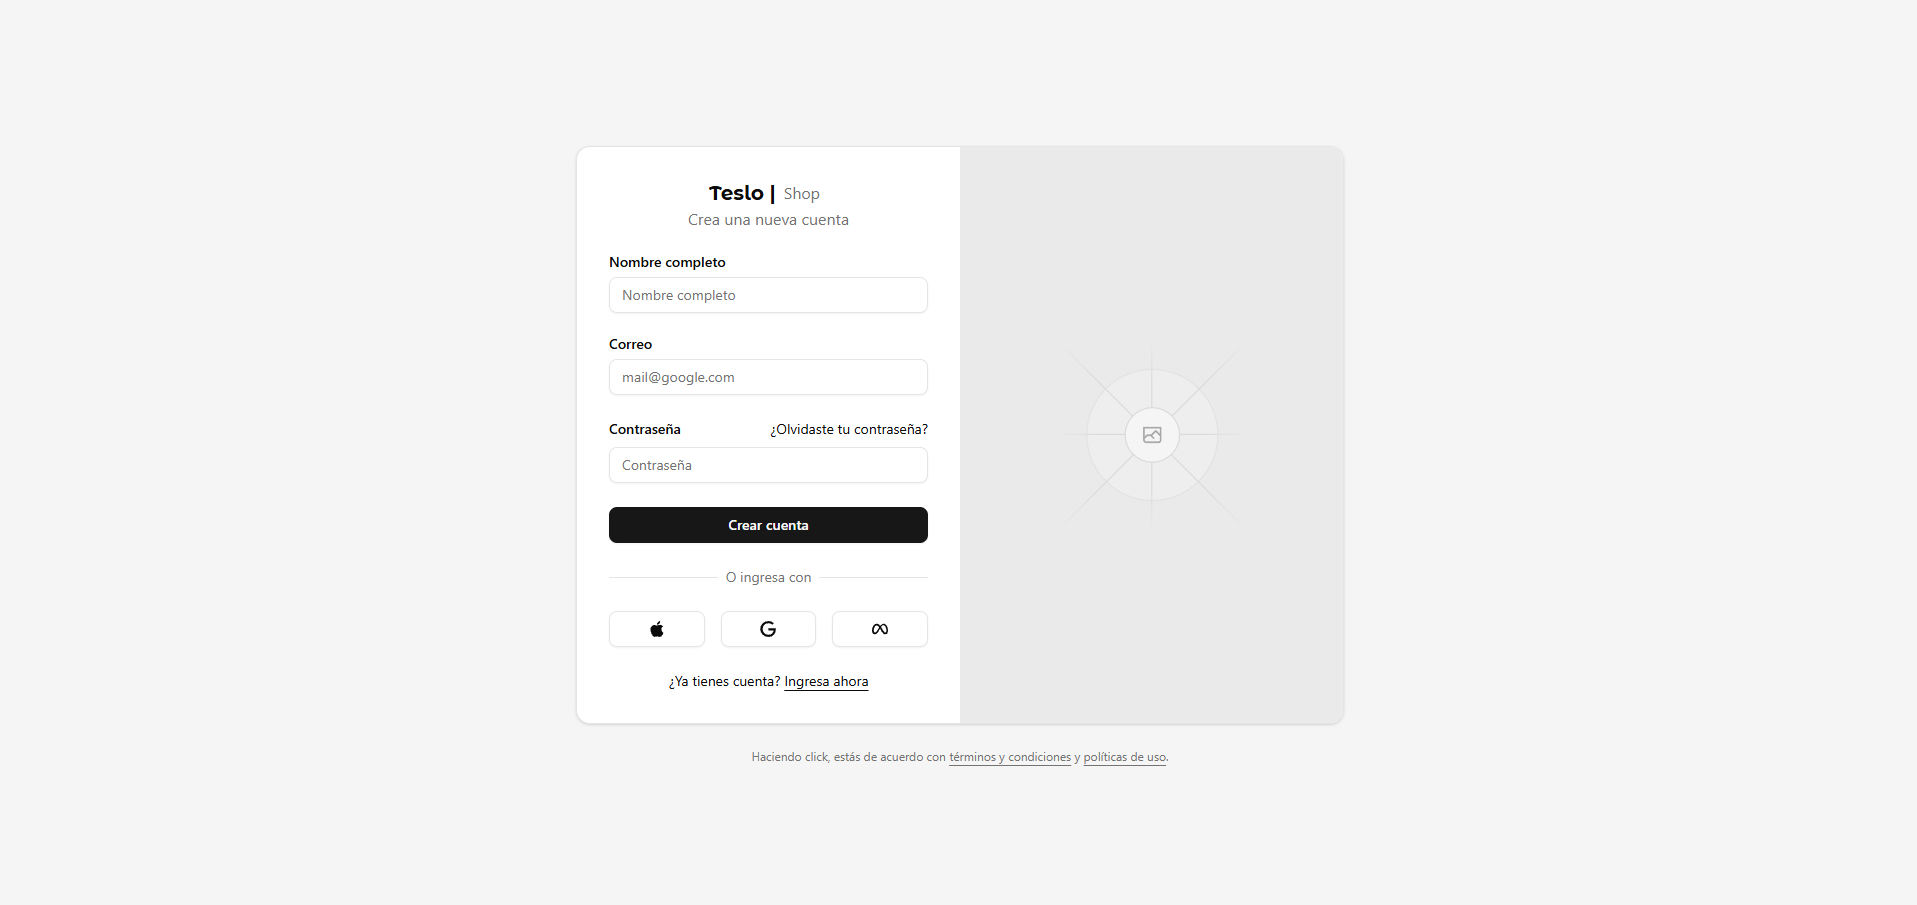 Teslo | Shop
Crea una nueva cuenta
Nombre completo
Nombre completo
Correo
mail@google.com
Contraseña ¿Olvidaste tu contraseña?
Contraseña
Crear cuenta
O ingresa con
¿Ya tienes cuenta? Ingresa ahora
Haciendo click, estás de acuerdo con términos y condiciones y políticas de uso.